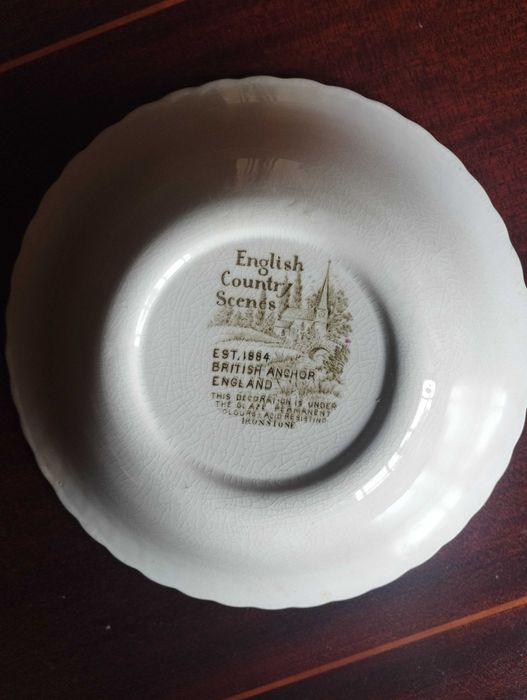 English
Country
Scenes
EST. 1884
BRITISH ANCHOR
ENGLAND
THIS DECORATION IS UNDER
THE GLAZE PERMANENT
COLOURS & ACID RESISTING
IRONSTONE